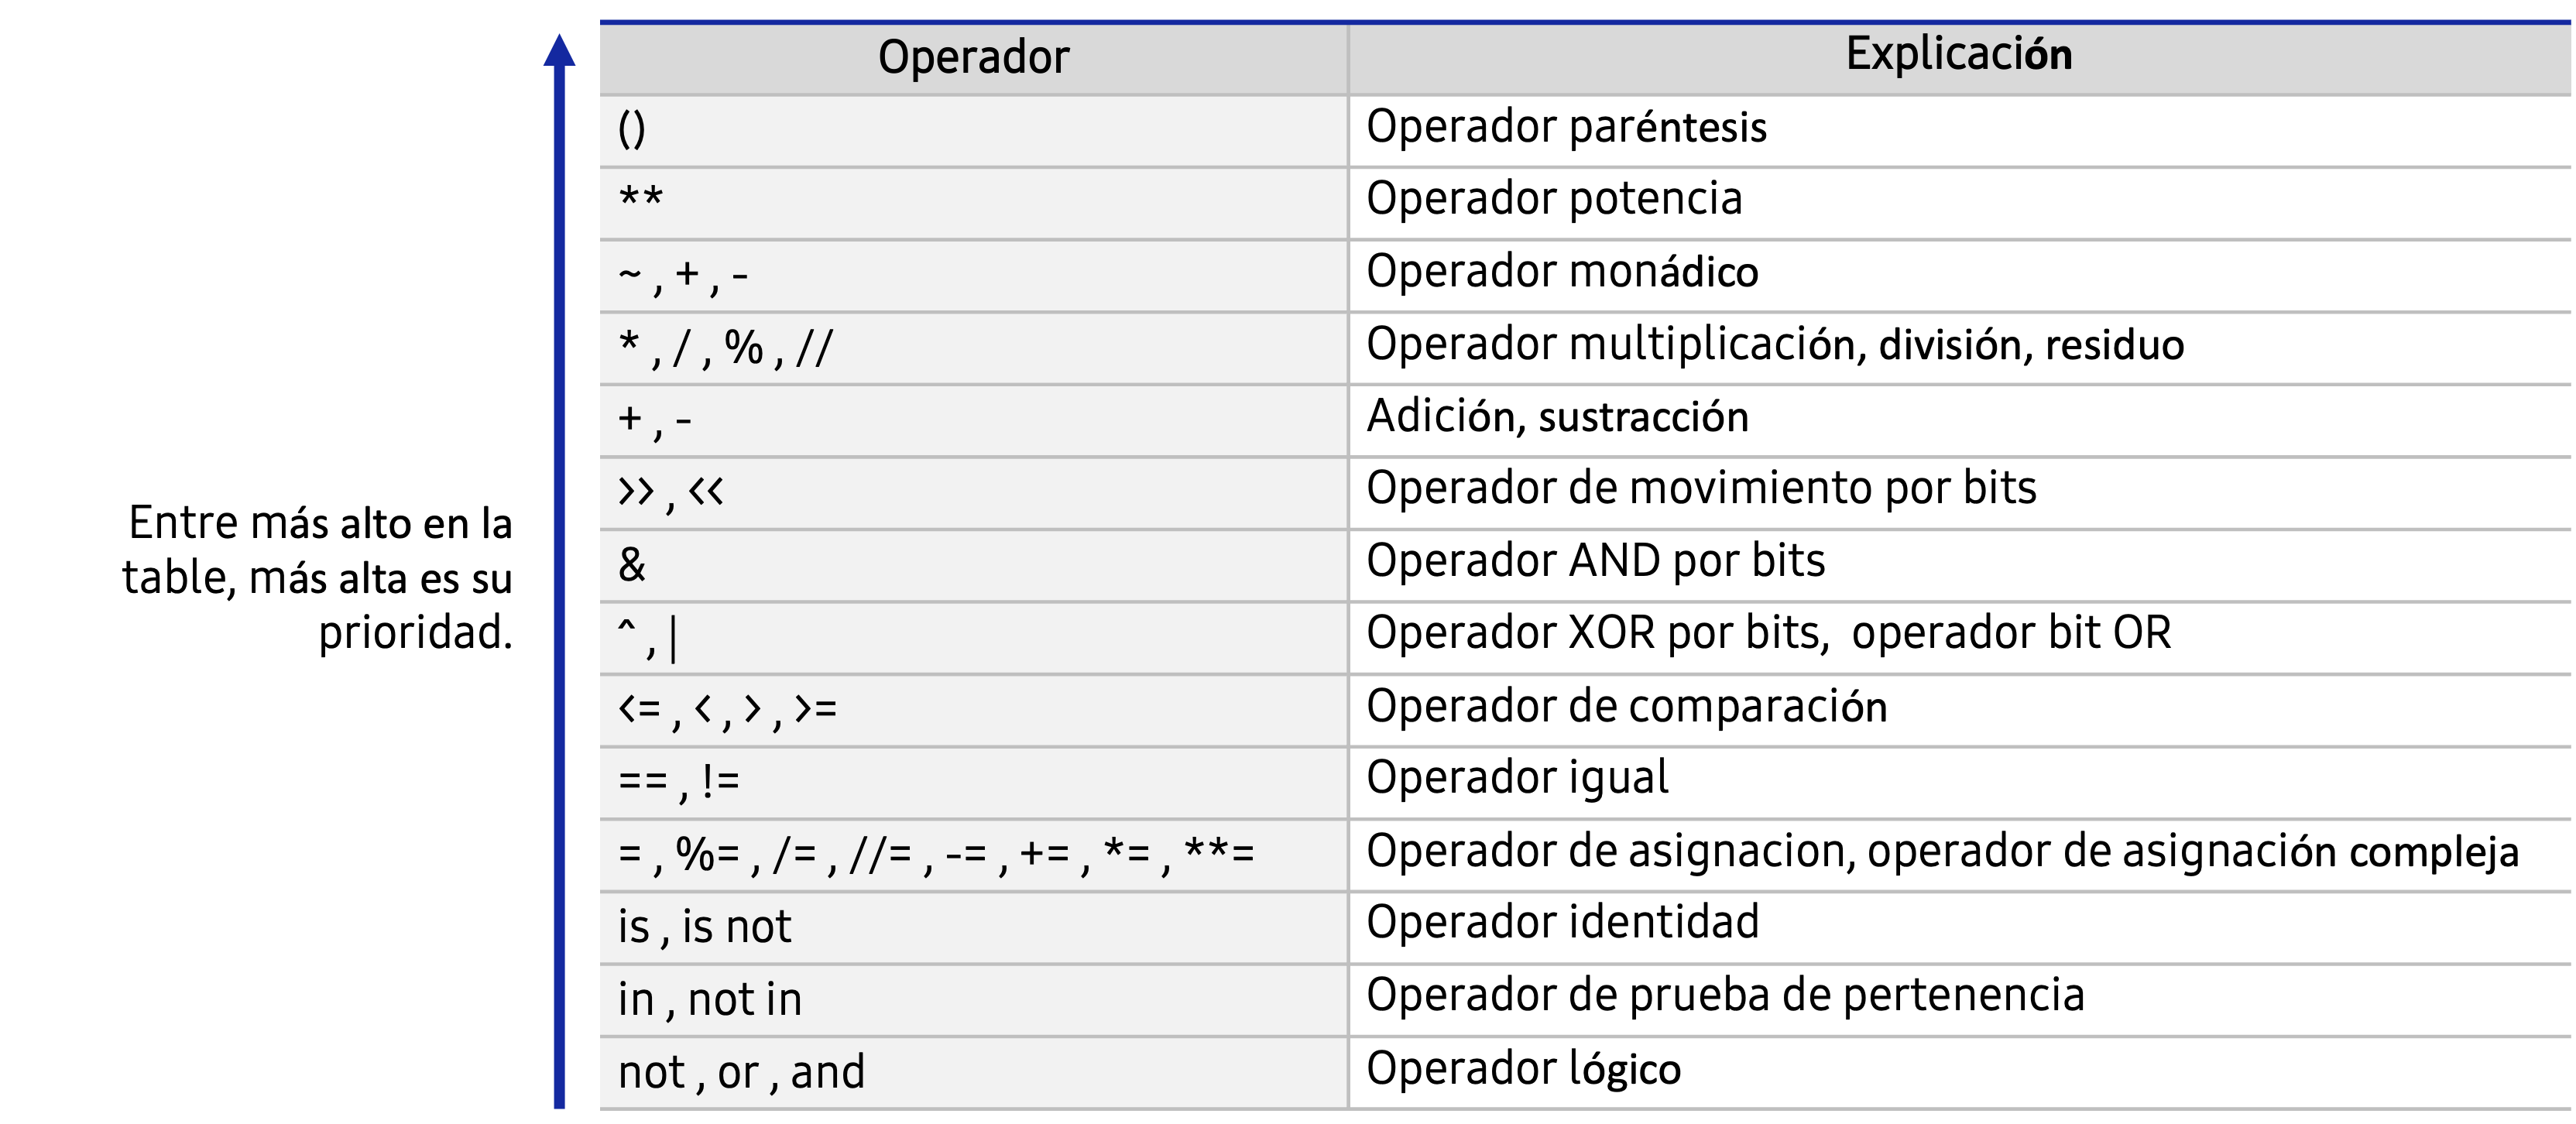 Operador Explicación
() Operador paréntesis
** Operador potencia
~ , + , - Operador monádico
* , / , % , // Operador multiplicación, división, residuo
+ , - Adición, sustracción
>> , << Operador de movimiento por bits
& Operador AND por bits
^ , | Operador XOR por bits, operador bit OR
<= , < , > , >= Operador de comparación
== , != Operador igual
= , %= , /= , //= , -= , += , *= , **= Operador de asignacion, operador de asignación compleja
is , is not Operador identidad
in , not in Operador de prueba de pertenencia
not , or , and Operador lógico
Entre más alto en la
table, más alta es su
prioridad.